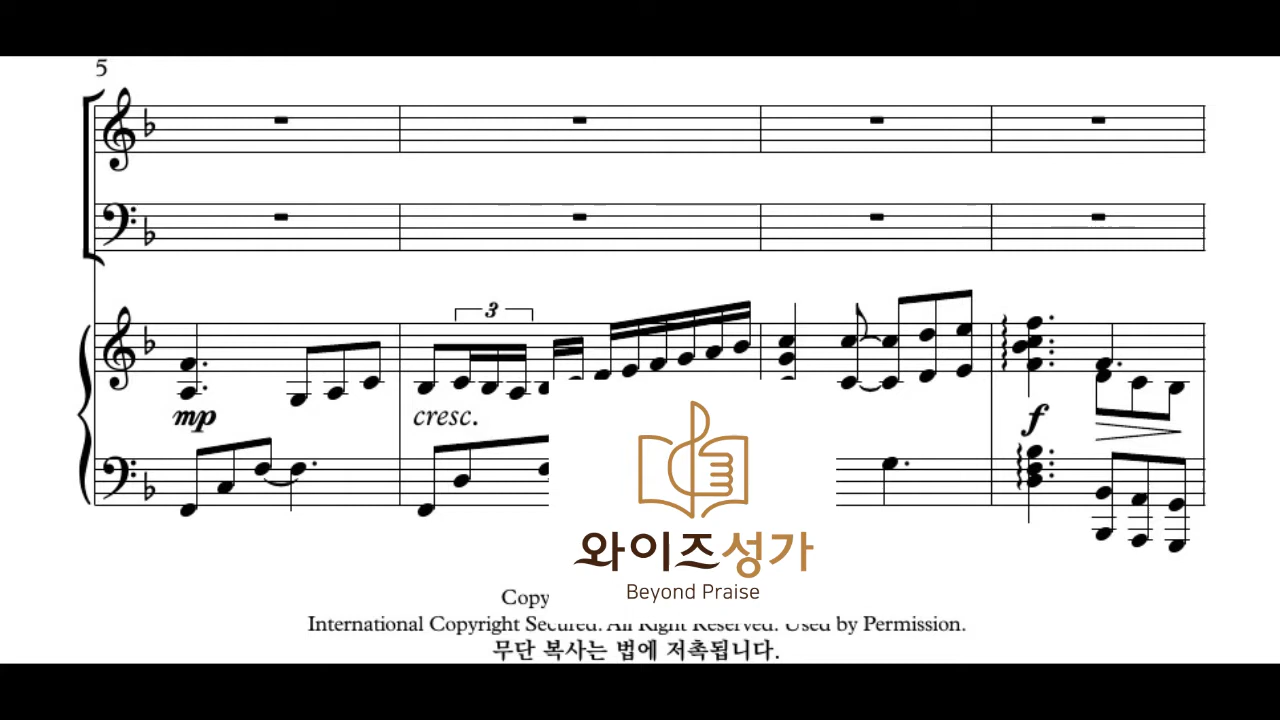 5
3
mp
cresc.
f
와이즈성가
Beyond Praise
Copy
International Copyright Secured. All Right Reserved. Used by Permission.
무단 복사는 법에 저촉됩니다.